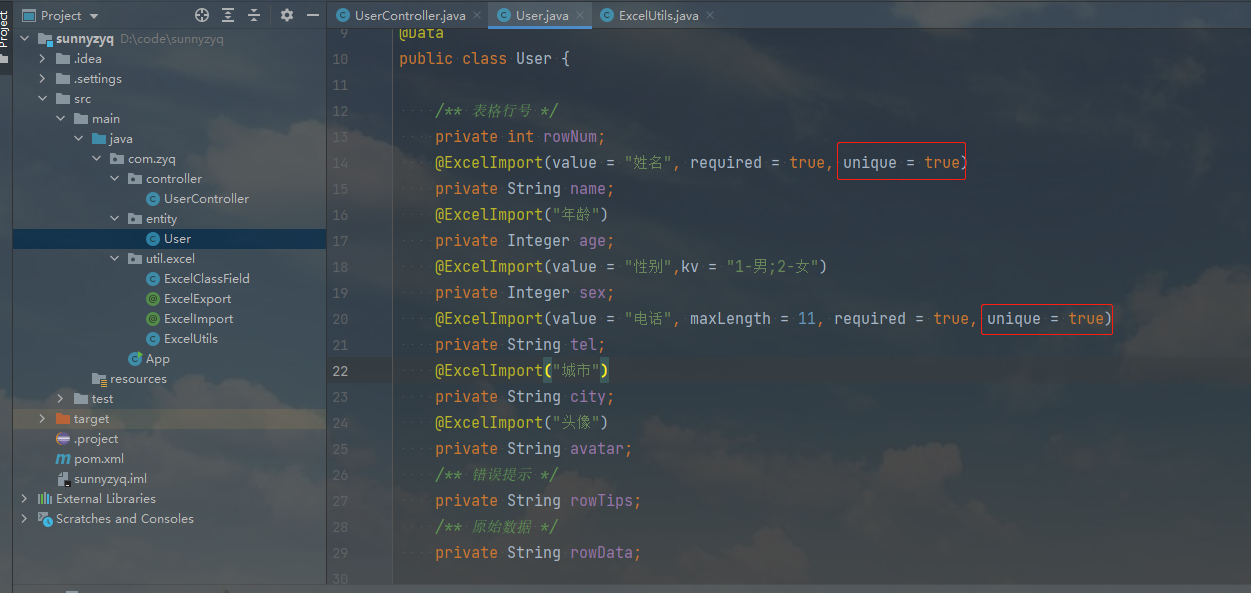 Project
Project
sunnyzyq D:\code\sunnyzyq
.idea
.settings
src
main
java
com.zyq
controller
UserController
entity
User
util.excel
ExcelClassField
ExcelExport
ExcelImport
ExcelUtils
App
resources
test
target
.project
pom.xml
sunnyzyq.iml
External Libraries
Scratches and Consoles
UserController.java
User.java
ExcelUtils.java
9 @Data
10 public class User {
11
12 /** 表格行号 */
13 private int rowNum;
14 @ExcelImport(value = "姓名", required = true, unique = true)
15 private String name;
16 @ExcelImport("年龄")
17 private Integer age;
18 @ExcelImport(value = "性别",kv = "1-男;2-女")
19 private Integer sex;
20 @ExcelImport(value = "电话", maxLength = 11, required = true, unique = true)
21 private String tel;
22 @ExcelImport("城市")
23 private String city;
24 @ExcelImport("头像")
25 private String avatar;
26 /** 错误提示 */
27 private String rowTips;
28 /** 原始数据 */
29 private String rowData;
30